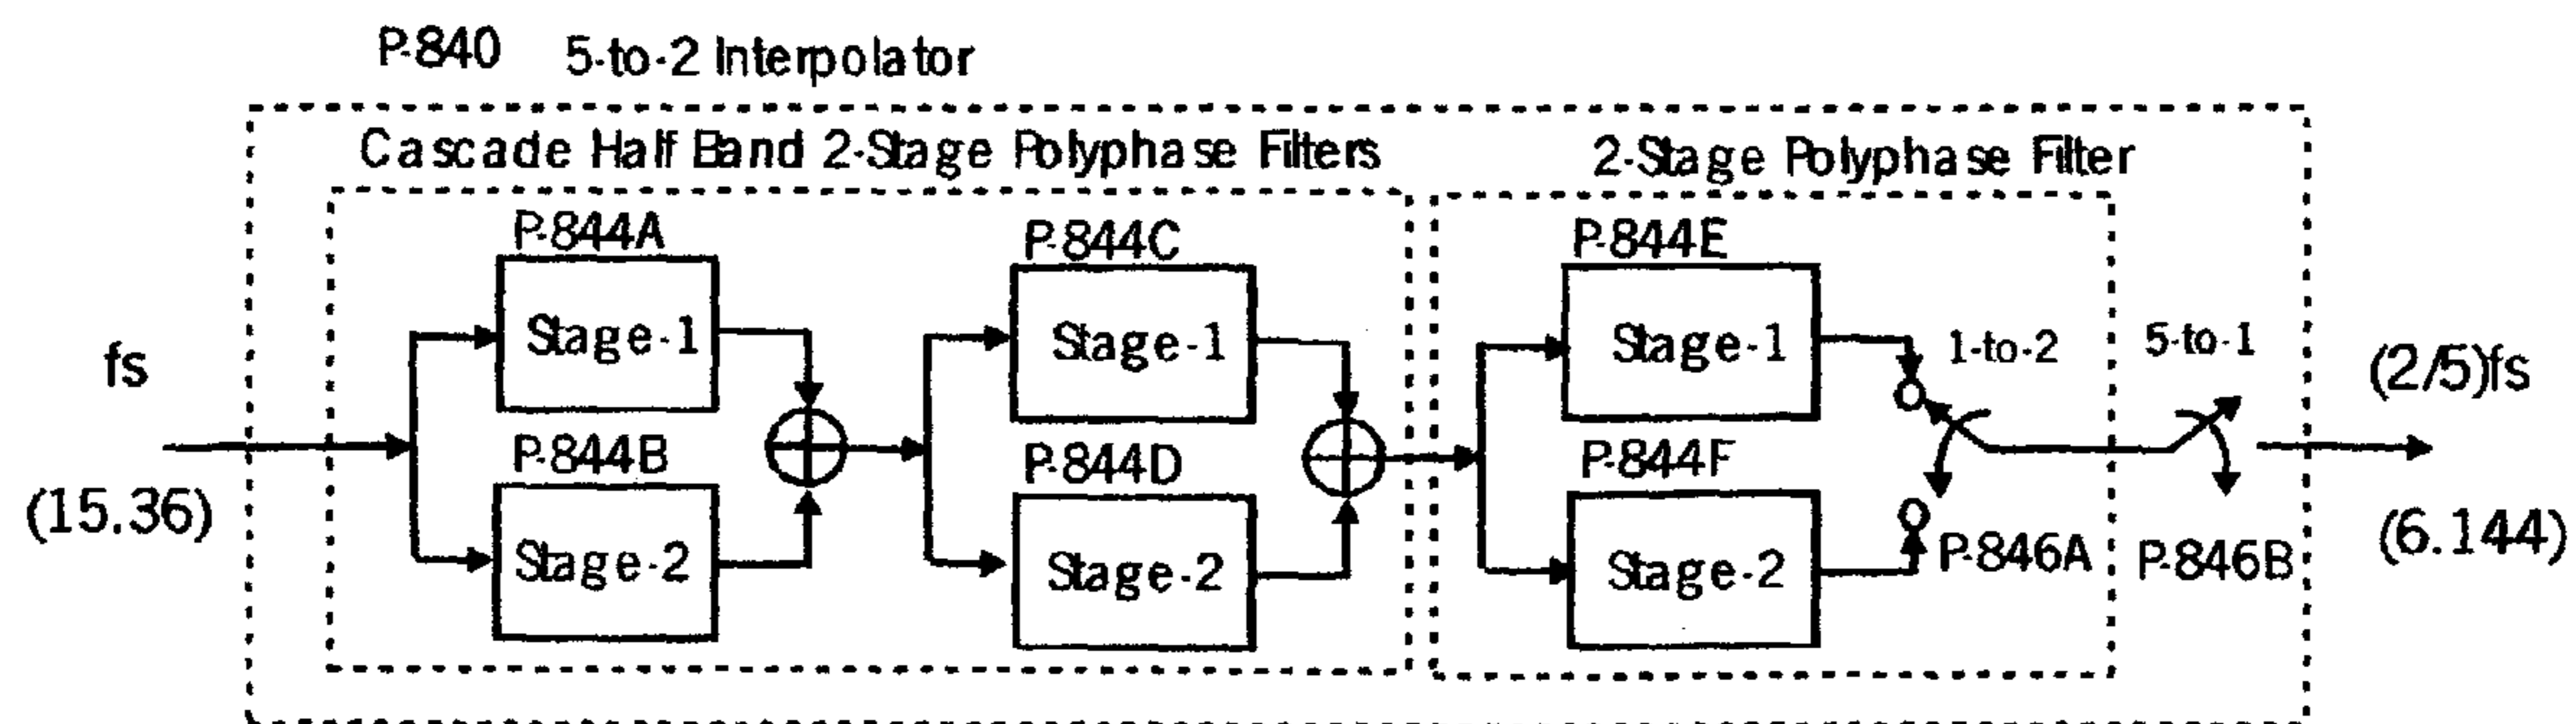 P-840 5-to-2 Interpolator
Cascade Half Band 2-Stage Polyphase Filters
2-Stage Polyphase Filter
P-844A
P-844C
P-844E
Stage-1
Stage-1
Stage-1
1-to-2
5-to-1
fs
(2/5)fs
P-844B
P-844D
P-844F
(15.36)
Stage-2
Stage-2
Stage-2
P-846A
P-846B
(6.144)